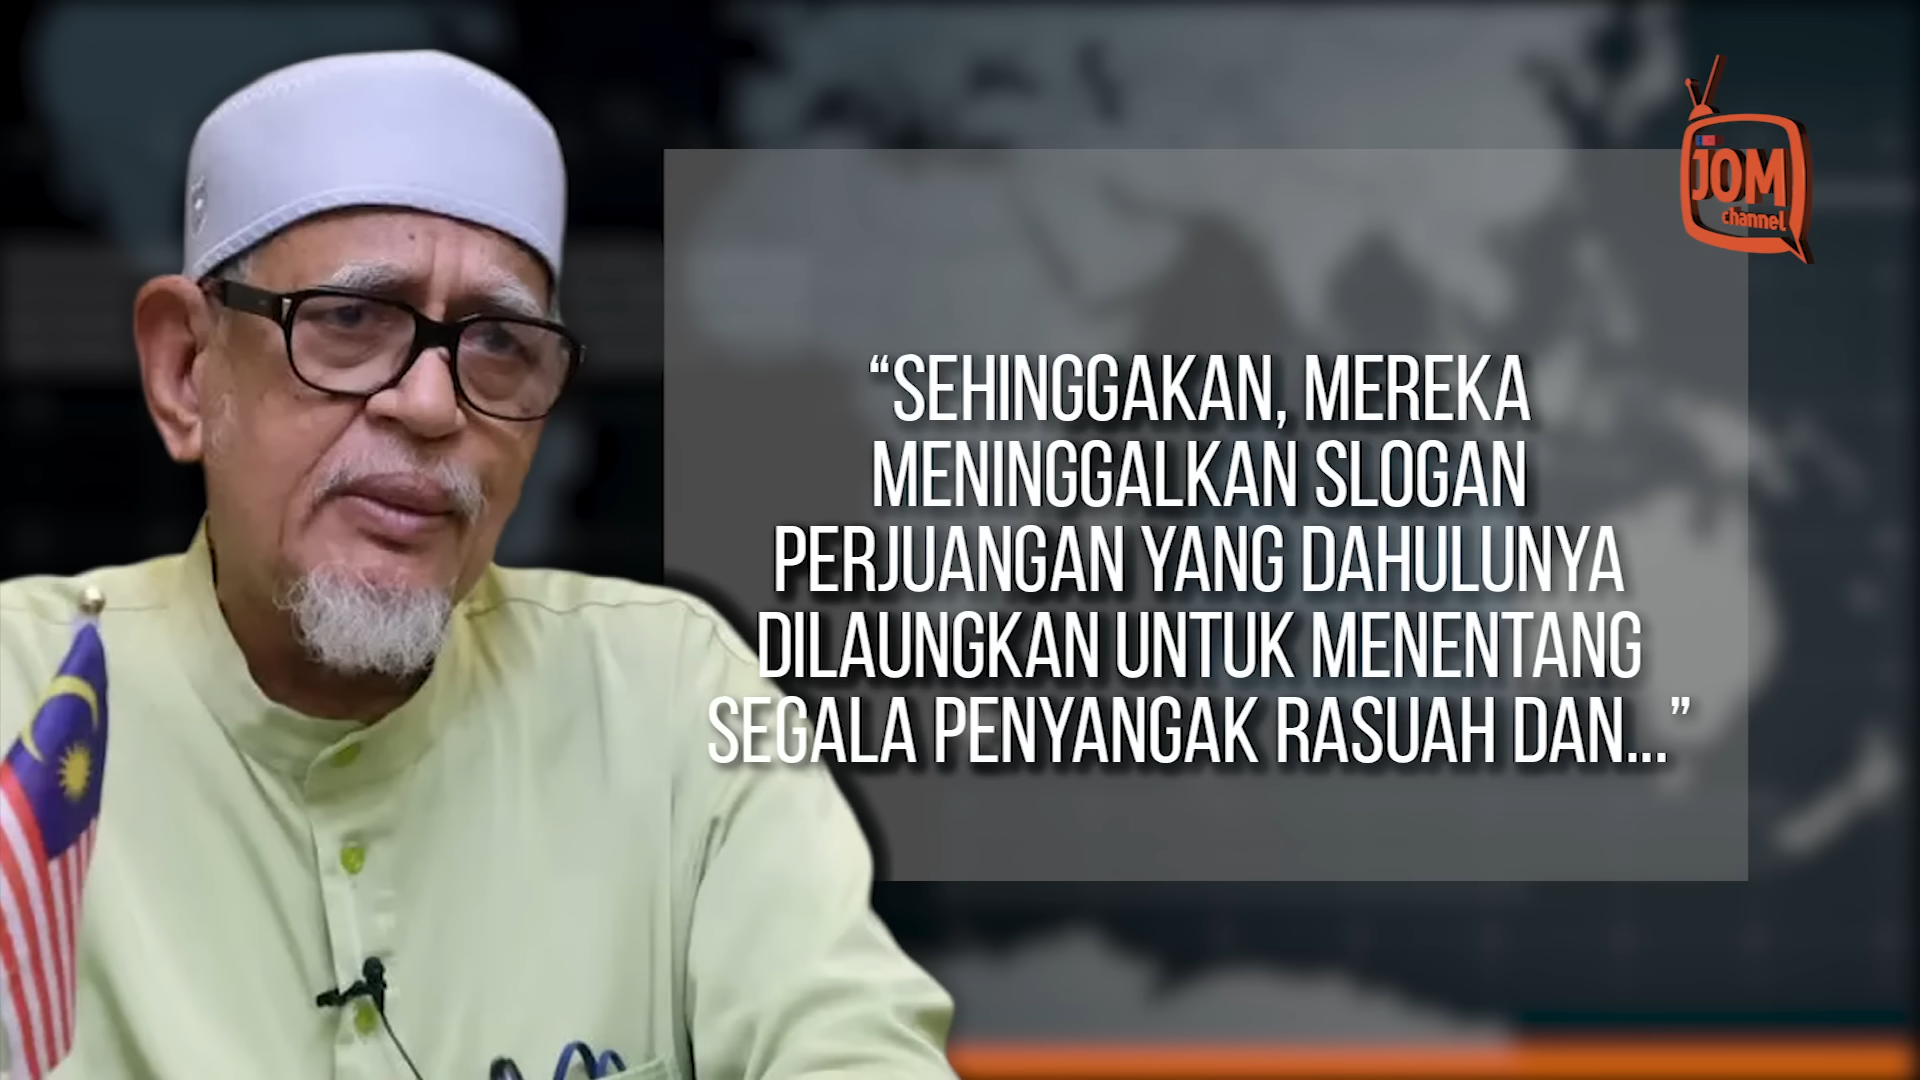 JOM
channel
“SEHINGGAKAN, MEREKA
MENINGGALKAN SLOGAN
PERJUANGAN YANG DAHULUNYA
DILAUNGKAN UNTUK MENENTANG
SEGALA PENYANGAK RASUAH DAN...”